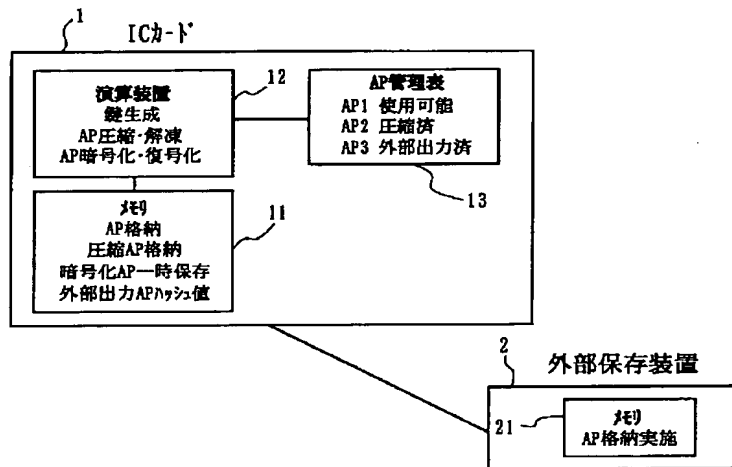 1
ICカード
演算装置
鍵生成
AP圧縮・解凍
AP暗号化・復号化
12
AP管理表
AP1 使用可能
AP2 圧縮済
AP3 外部出力済
13
メモリ
AP格納
圧縮AP格納
暗号化AP一時保存
外部出力APハッシュ値
11
2
外部保存装置
21
メモリ
AP格納実施